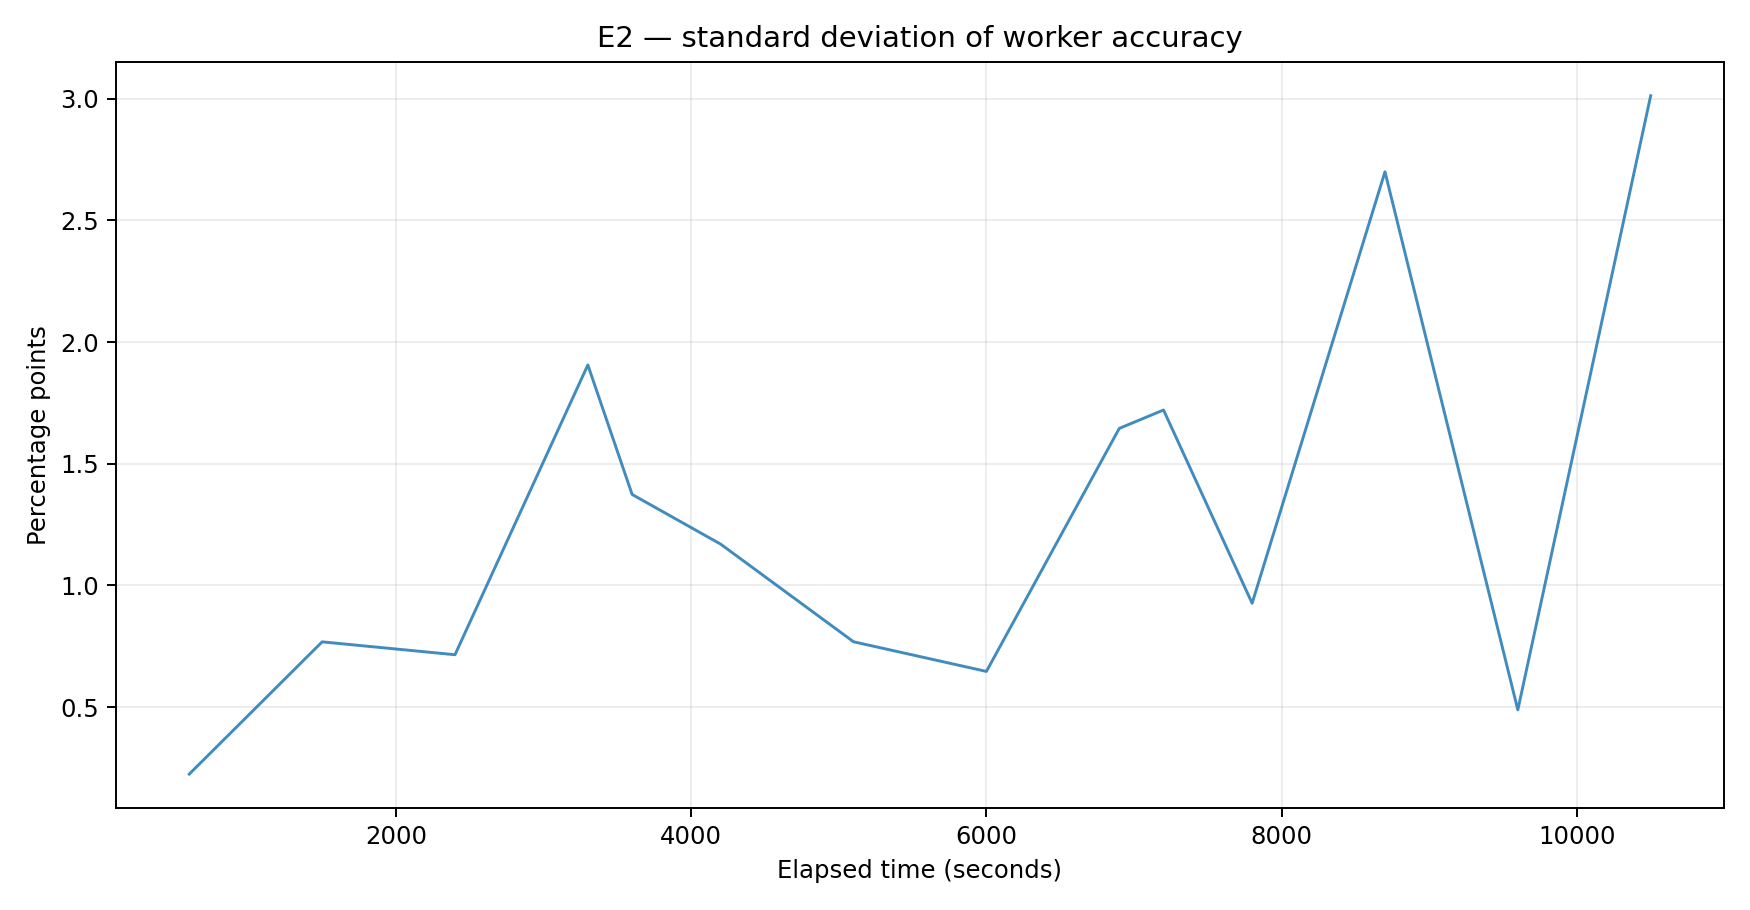 E2 — standard deviation of worker accuracy
3.0
2.5
2.0
1.5
1.0
0.5
Percentage points
2000 4000 6000 8000 10000
Elapsed time (seconds)